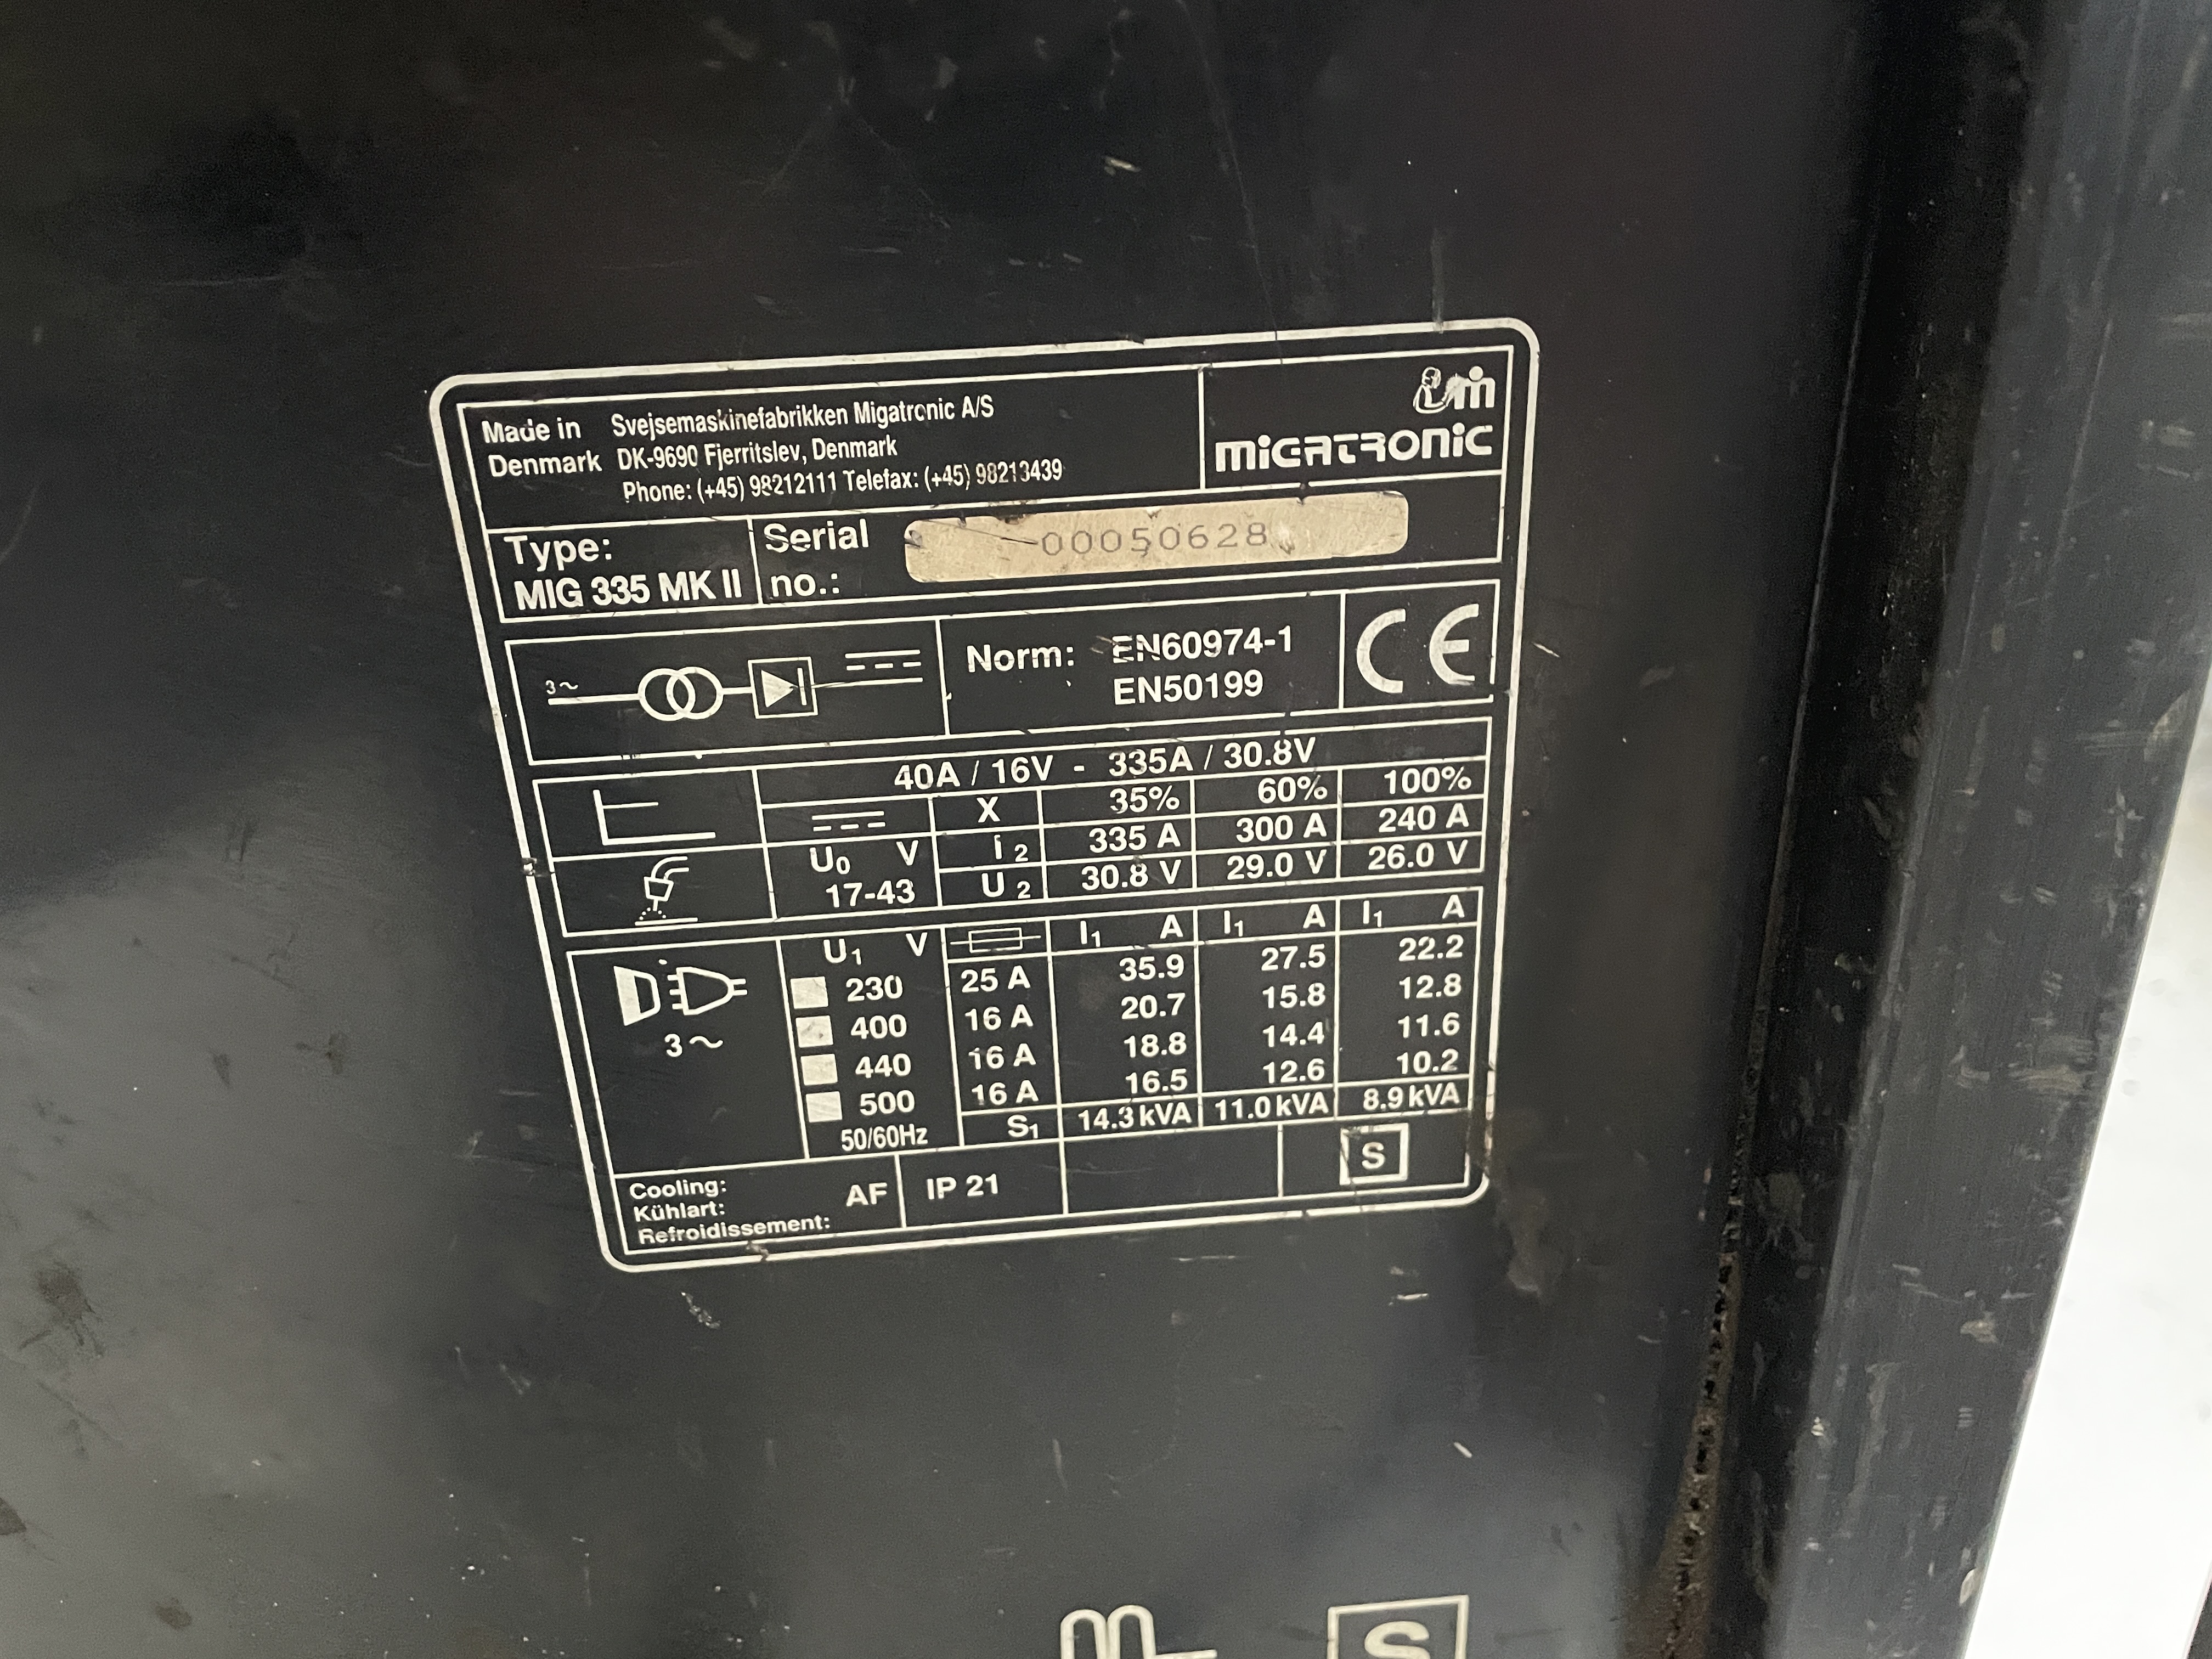 Made in Svejsemaskinefabrikken Migatronic A/S
Denmark DK-9690 Fjerritslev, Denmark
Phone: (+45) 98212111 Telefax: (+45) 98213439
MIGATRONIC
Type: Serial
MIG 335 MK II no.: 00050628
3~ Norm: EN60974-1
EN50199
CE
40A / 16V - 335A / 30.8V
X 35% 60% 100%
U0 V I2 335 A 300 A 240 A
17-43 U2 30.8 V 29.0 V 26.0 V
U1 V I1 A I1 A I1 A
230 25 A 35.9 27.5 22.2
400 16 A 20.7 15.8 12.8
3~ 440 16 A 18.8 14.4 11.6
500 16 A 16.5 12.6 10.2
50/60Hz S1 14.3 kVA 11.0 kVA 8.9 kVA
Cooling:
Kühlart: AF IP 21 S
Refroidissement:
S